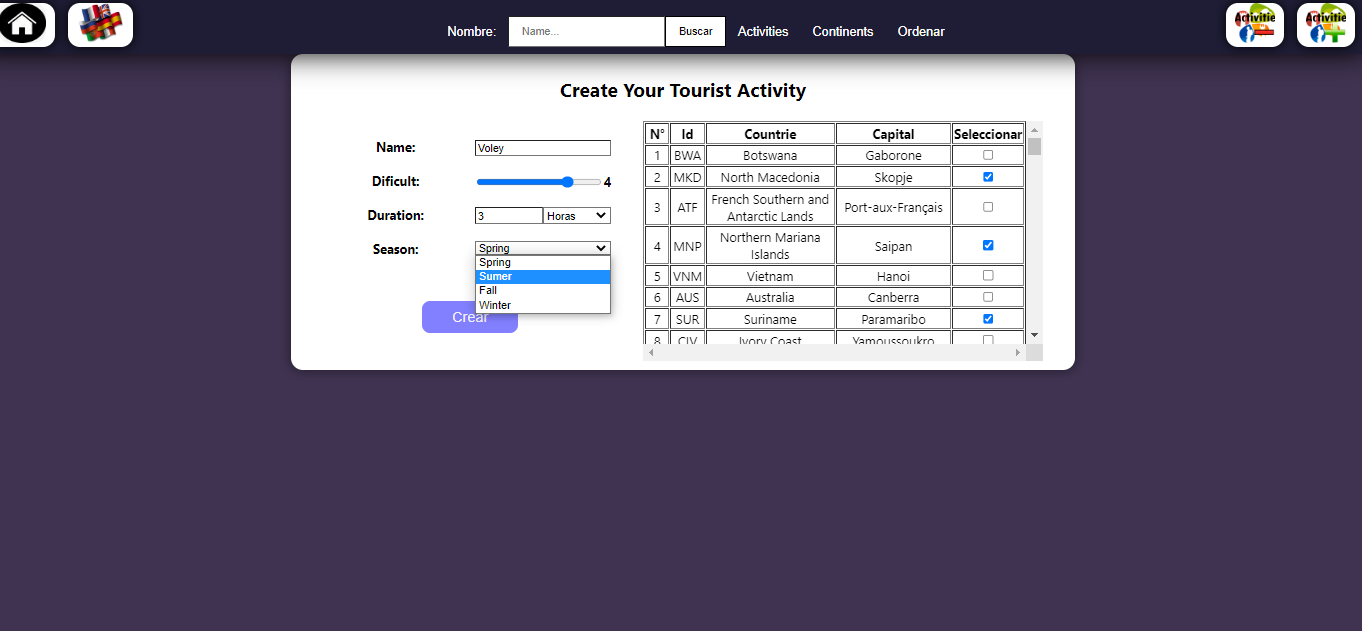 Nombre: Name... Buscar Activities Continents Ordenar
Activitie
Activitie
Create Your Tourist Activity
Name: Voley
Dificult: 4
Duration: 3 Horas
Season: Spring
Spring
Sumer
Fall
Winter
Crear
N° Id Countrie Capital Seleccionar
1 BWA Botswana Gaborone
2 MKD North Macedonia Skopje
3 ATF French Southern and Antarctic Lands Port-aux-Français
4 MNP Northern Mariana Islands Saipan
5 VNM Vietnam Hanoi
6 AUS Australia Canberra
7 SUR Suriname Paramaribo
8 CIV Ivory Coast Yamoussoukro